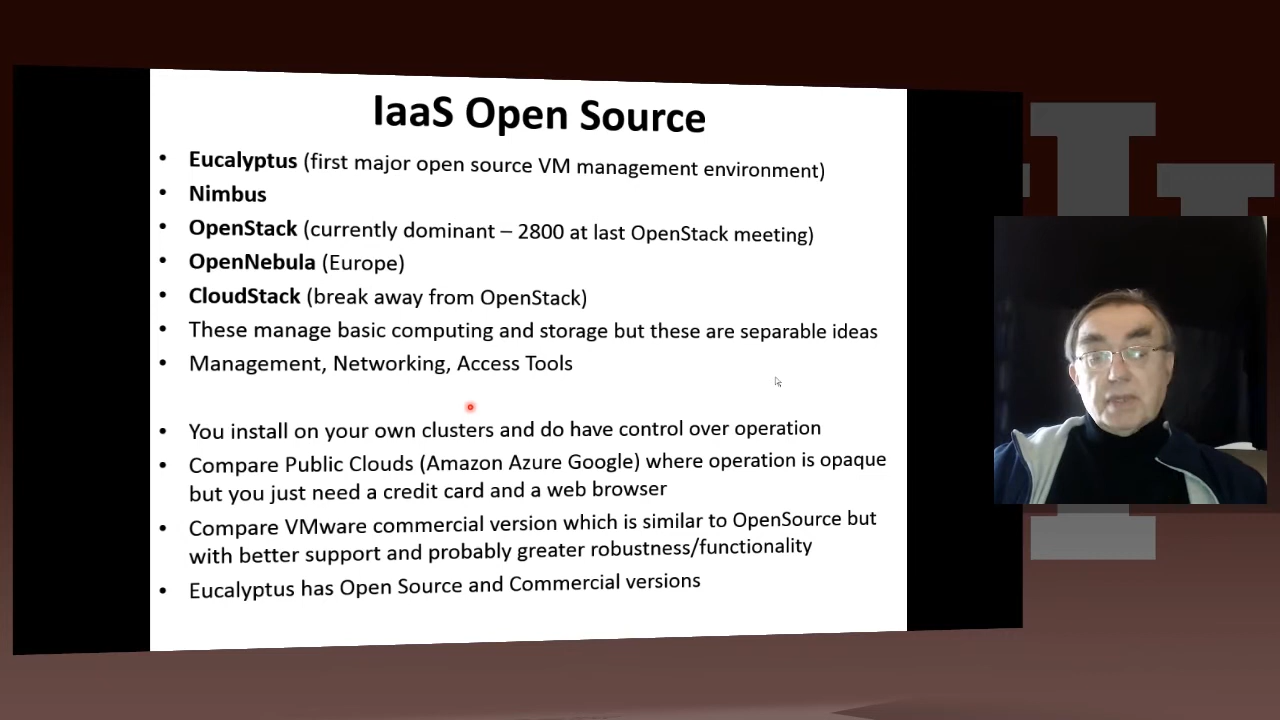 IaaS Open Source
• Eucalyptus (first major open source VM management environment)
• Nimbus
• OpenStack (currently dominant – 2800 at last OpenStack meeting)
• OpenNebula (Europe)
• CloudStack (break away from OpenStack)
• These manage basic computing and storage but these are separable ideas
• Management, Networking, Access Tools
• You install on your own clusters and do have control over operation
• Compare Public Clouds (Amazon Azure Google) where operation is opaque
but you just need a credit card and a web browser
• Compare VMware commercial version which is similar to OpenSource but
with better support and probably greater robustness/functionality
• Eucalyptus has Open Source and Commercial versions